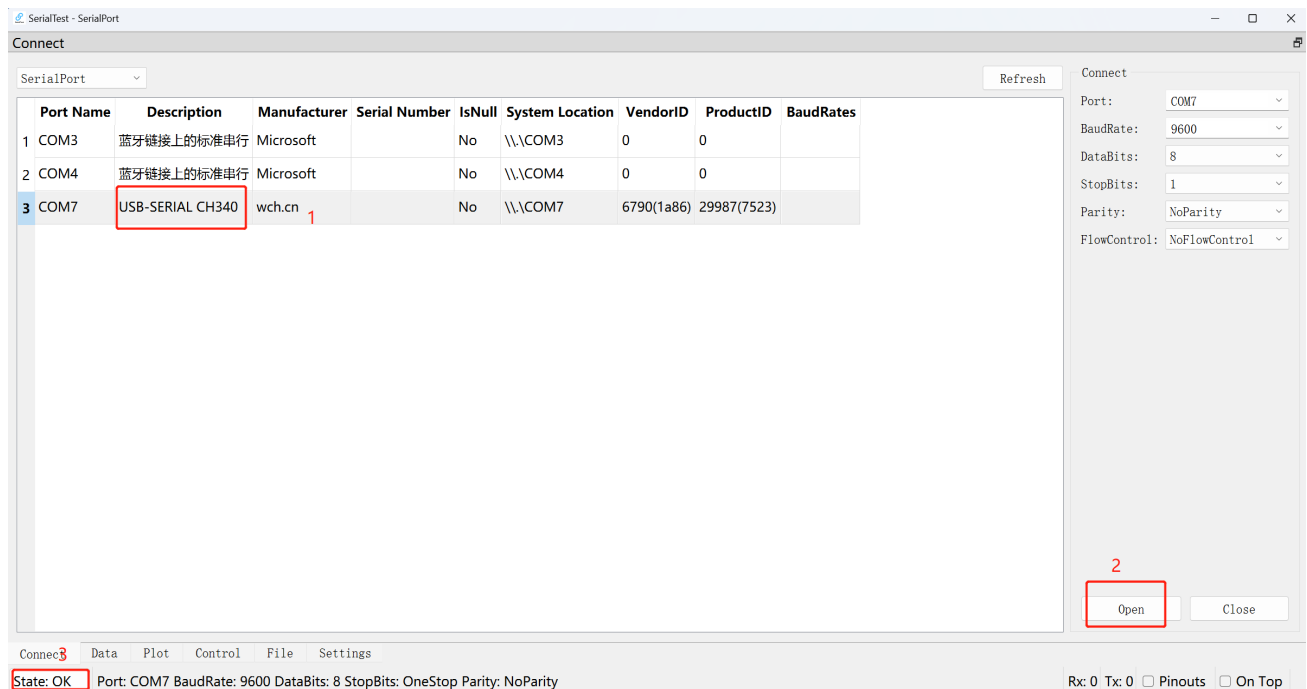 SerialTest - SerialPort
Connect
SerialPort
Refresh
Port Name Description Manufacturer Serial Number IsNull System Location VendorID ProductID BaudRates
1 COM3 蓝牙链接上的标准串行 Microsoft No \\.\COM3 0 0
2 COM4 蓝牙链接上的标准串行 Microsoft No \\.\COM4 0 0
3 COM7 USB-SERIAL CH340 wch.cn No \\.\COM7 6790(1a86) 29987(7523)
1
Connect
Port: COM7
BaudRate: 9600
DataBits: 8
StopBits: 1
Parity: NoParity
FlowControl: NoFlowControl
2
Open Close
Connect Data Plot Control File Settings
3
State: OK Port: COM7 BaudRate: 9600 DataBits: 8 StopBits: OneStop Parity: NoParity Rx: 0 Tx: 0 Pinouts On Top